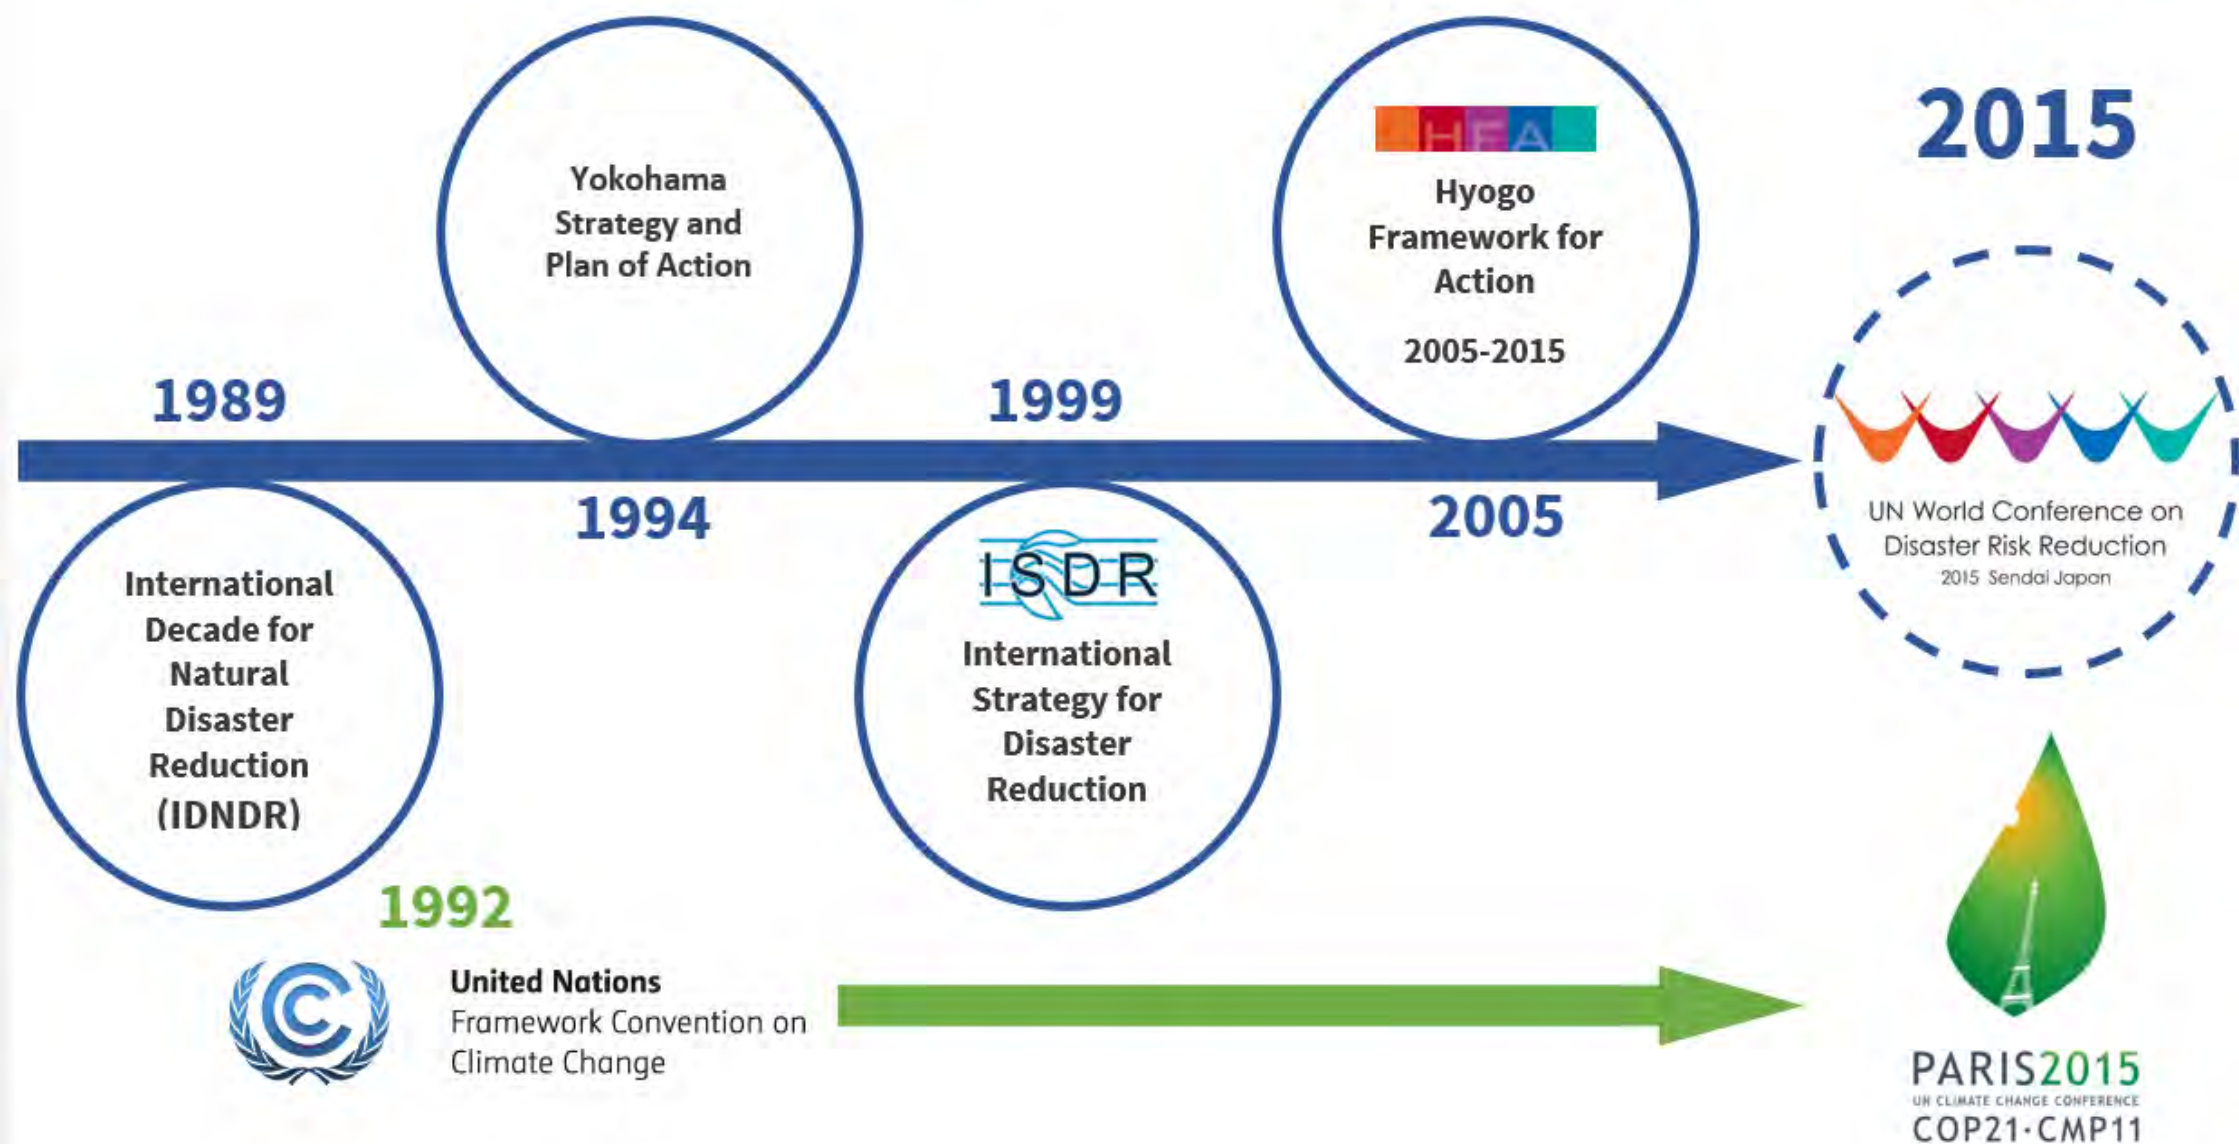 1989
International
Decade for
Natural
Disaster
Reduction
(IDNDR)
Yokohama
Strategy and
Plan of Action
1994
1999
ISDR
International
Strategy for
Disaster
Reduction
HFA
Hyogo
Framework for
Action
2005-2015
2005
2015
UN World Conference on
Disaster Risk Reduction
2015 Sendai Japan
1992
United Nations
Framework Convention on
Climate Change
PARIS2015
UN CLIMATE CHANGE CONFERENCE
COP21·CMP11